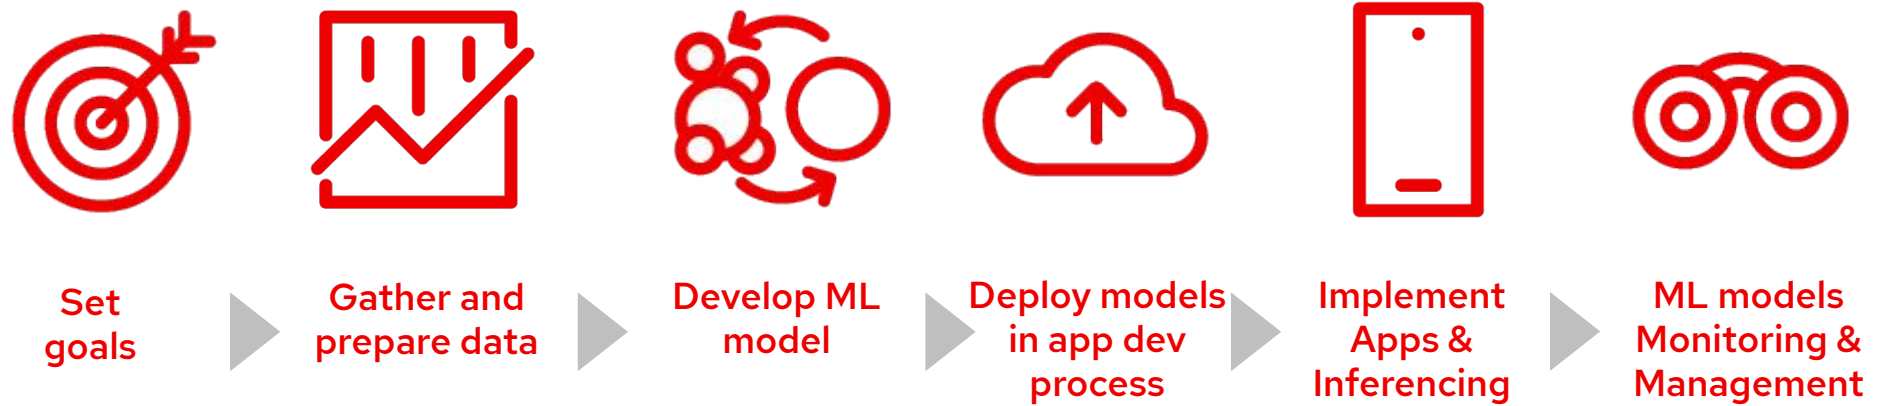 Set
goals
Gather and
prepare data
Develop ML
model
Deploy models
in app dev
process
Implement
Apps &
Inferencing
ML models
Monitoring &
Management